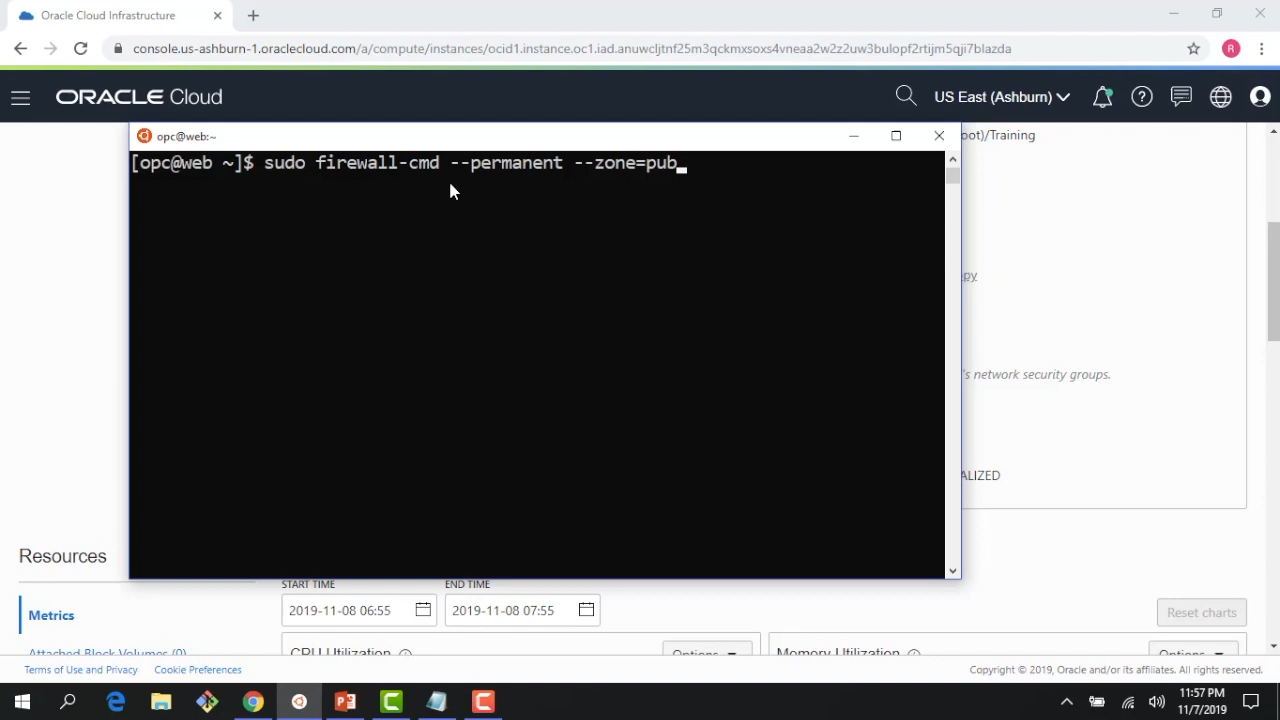 Oracle Cloud Infrastructure
console.us-ashburn-1.oraclecloud.com/a/compute/instances/ocid1.instance.oc1.iad.anuwcljtnf25m3qckmxsoxs4vneaa2w2z2uw3bulopf2rtijm5qji7blazda
R
ORACLE Cloud
US East (Ashburn)
opc@web:~
oot)/Training
[opc@web ~]$ sudo firewall-cmd --permanent --zone=pub
opy
's network security groups.
ALIZED
Resources
START TIME
END TIME
Metrics
2019-11-08 06:55
2019-11-08 07:55
Reset charts
Attached Block Volumes (0)
CPU Utilization
Options
Memory Utilization
Options
Terms of Use and Privacy
Cookie Preferences
Copyright © 2019, Oracle and/or its affiliates. All rights reserved.
11:57 PM
11/7/2019